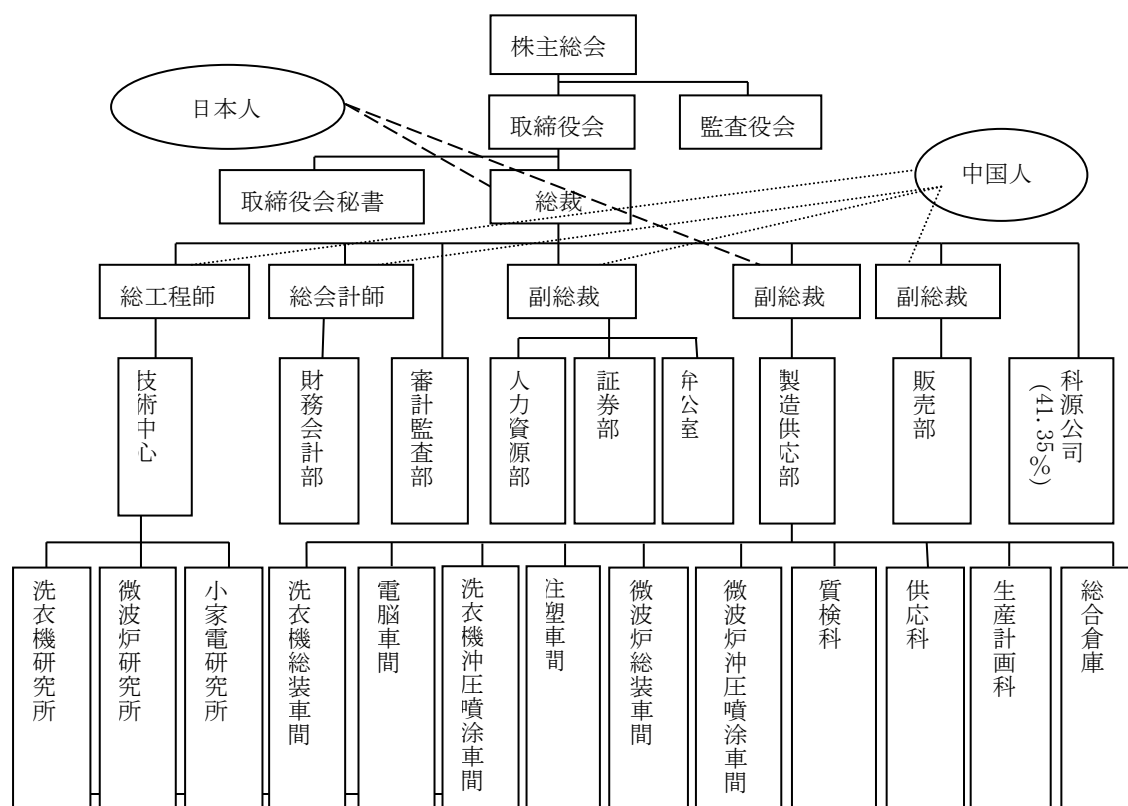 株主総会
日本人
取締役会
監査役会
中国人
取締役会秘書
総裁
総工程師
総会計師
副総裁
副総裁
副総裁
技術中心
財務会計部
審計監査部
人力資源部
証券部
弁公室
製造供応部
販売部
科源公司
(41.35%)
洗衣機研究所
微波炉研究所
小家電研究所
洗衣機総装車間
電脳車間
洗衣機沖圧噴涂車間
注塑車間
微波炉総装車間
微波炉沖圧噴涂車間
質検科
供応科
生産計画科
総合倉庫